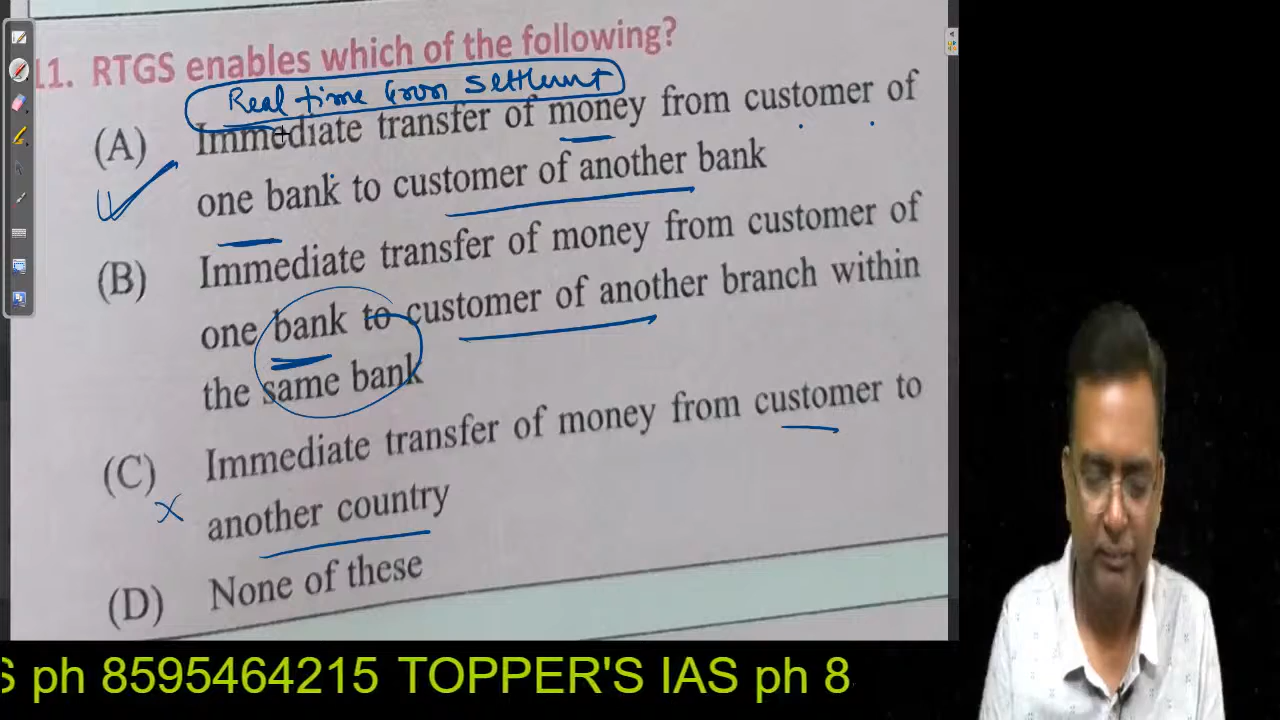 11. RTGS enables which of the following?
Real time Gross Settlement
(A) Immediate transfer of money from customer of
one bank to customer of another bank
(B) Immediate transfer of money from customer of
one bank to customer of another branch within
the same bank
(C) Immediate transfer of money from customer to
another country
(D) None of these
S ph 8595464215 TOPPER'S IAS ph 8